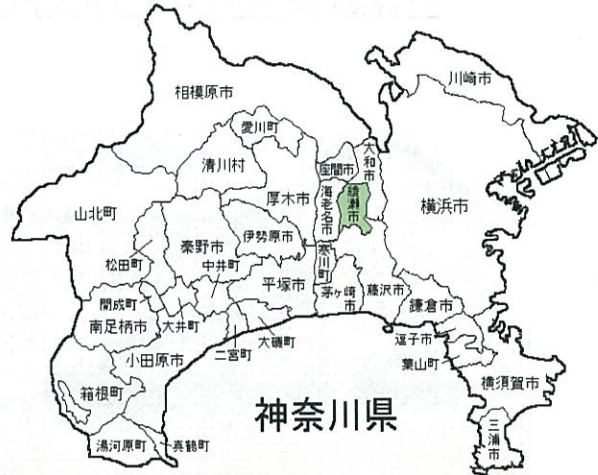 川崎市
相模原市
愛川町
大和市
清川村
座間市
厚木市
海老名市
綾瀬市
横浜市
山北町
伊勢原市
秦野市
寒川町
松田町
中井町
平塚市
茅ヶ崎市
藤沢市
鎌倉市
開成町
南足柄市
大井町
大磯町
逗子市
小田原市
二宮町
葉山町
箱根町
横須賀市
神奈川県
三浦市
湯河原町
真鶴町